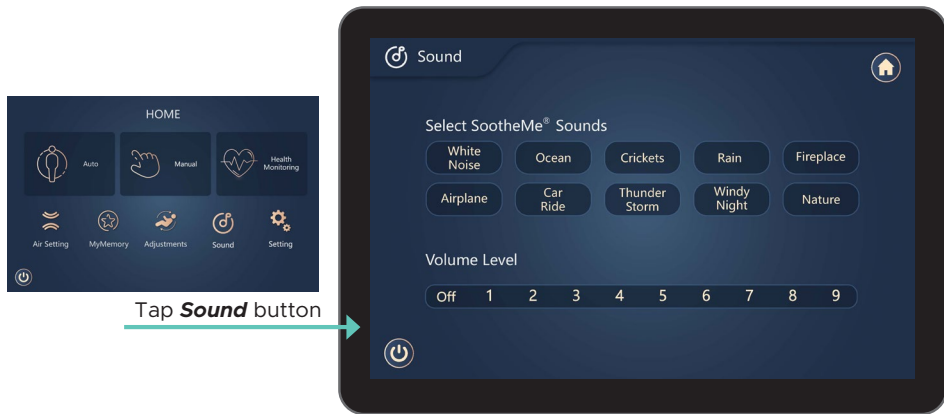 HOME
Auto
Manual
Health
Monitoring
Air Setting
MyMemory
Adjustments
Sound
Setting
Tap Sound button
Sound
Select SootheMe® Sounds
White
Noise
Ocean
Crickets
Rain
Fireplace
Airplane
Car
Ride
Thunder
Storm
Windy
Night
Nature
Volume Level
Off 1 2 3 4 5 6 7 8 9